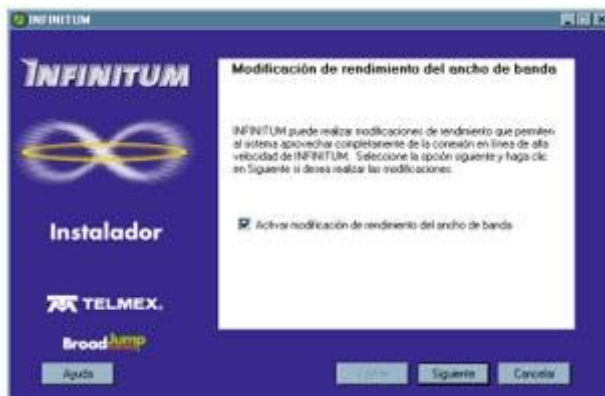 INFINITUM
INFINITUM
Modificación de rendimiento del ancho de banda
INFINITUM puede realizar modificaciones de rendimiento que permiten
al sistema aprovechar completamente de la conexión en línea de alta
velocidad de INFINITUM. Seleccione la opción siguiente y haga clic
en Siguiente si desea realizar las modificaciones.
Instalador
Activar modificación de rendimiento del ancho de banda
TELMEX.
BroadJump
Ayuda
Siguiente
Cancelar